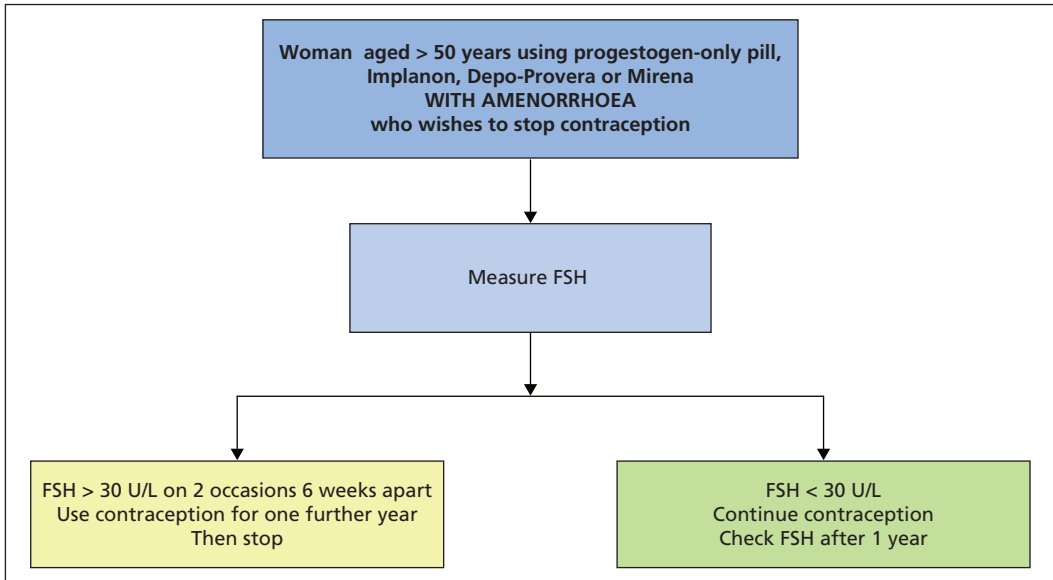 Woman aged > 50 years using progestogen-only pill,
Implanon, Depo-Provera or Mirena
WITH AMENORRHOEA
who wishes to stop contraception
Measure FSH
FSH > 30 U/L on 2 occasions 6 weeks apart
Use contraception for one further year
Then stop
FSH < 30 U/L
Continue contraception
Check FSH after 1 year